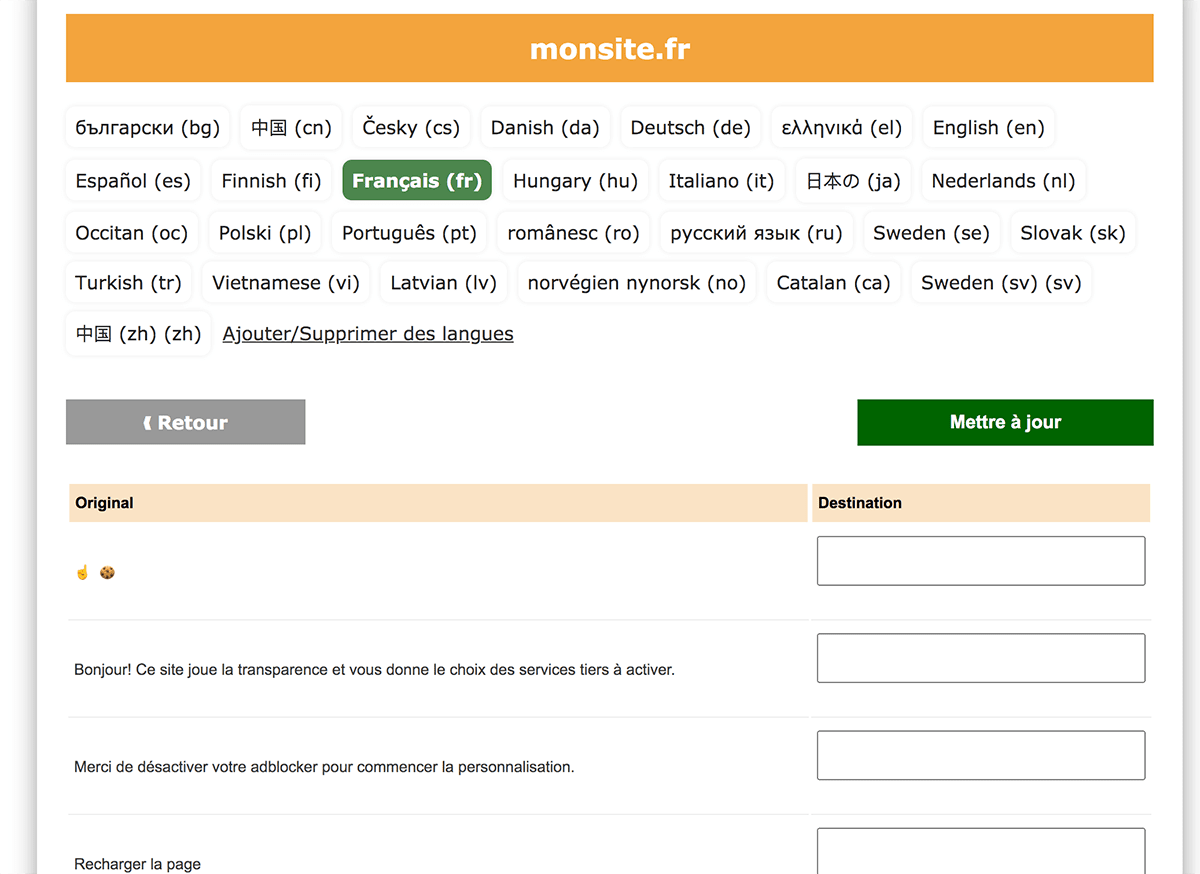 monsite.fr
български (bg) 中国 (cn) Česky (cs) Danish (da) Deutsch (de) ελληνικά (el) English (en)
Español (es) Finnish (fi) Français (fr) Hungary (hu) Italiano (it) 日本の (ja) Nederlands (nl)
Occitan (oc) Polski (pl) Português (pt) românesc (ro) русский язык (ru) Sweden (se) Slovak (sk)
Turkish (tr) Vietnamese (vi) Latvian (lv) norvégien nynorsk (no) Catalan (ca) Sweden (sv) (sv)
中国 (zh) (zh) Ajouter/Supprimer des langues
❰ Retour Mettre à jour
Original Destination
☝️ 🍪
Bonjour! Ce site joue la transparence et vous donne le choix des services tiers à activer.
Merci de désactiver votre adblocker pour commencer la personnalisation.
Recharger la page